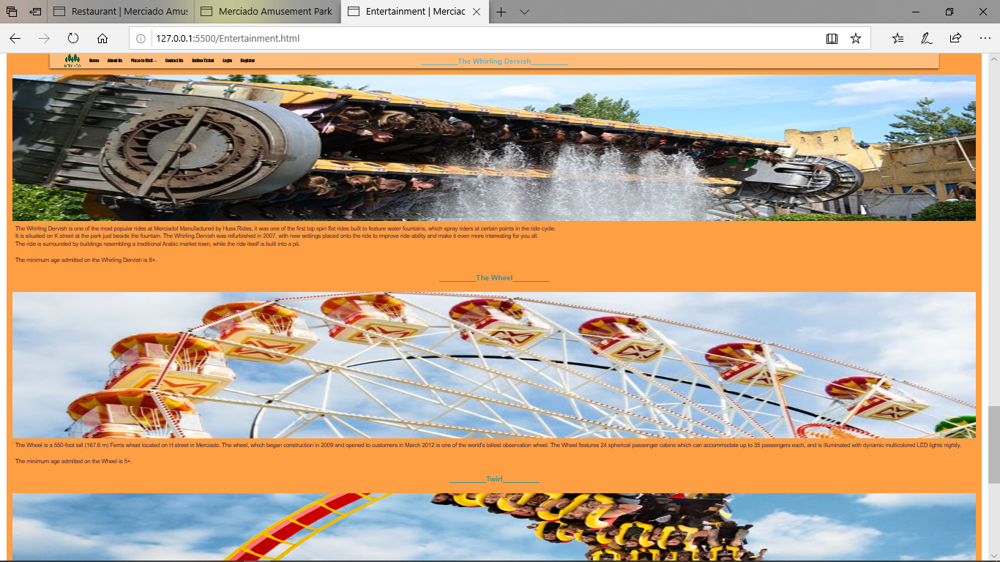 Restaurant | Merciado Amus
Merciado Amusement Park
Entertainment | Merciac
127.0.0.1:5500/Entertainment.html
MERCIADO
Home About Us Place to Visit Contact Us Online Ticket Login Register
__________The Whirling Dervish__________
The Whirling Dervish is one of the most popular rides at Merciado! Manufactured by Huss Rides, it was one of the first top spin flat rides built to feature water fountains, which spray riders at certain points in the ride cycle.
It is situated on K street at the park just beside the fountain. The Whirling Dervish was refurbished in 2007, with new settings placed onto the ride to improve ride-ability and make it even more interesting for you all.
The ride is surrounded by buildings resembling a traditional Arabic market town, while the ride itself is built into a pit.
The minimum age admitted on the Whirling Dervish is 8+.
__________The Wheel__________
The Wheel is a 550-foot tall (167.6 m) Ferris wheel located on H street in Merciado. The wheel, which began construction in 2009 and opened to customers in March 2012 is one of the world's tallest observation wheel. The Wheel features 24 spherical passenger cabins which can accommodate up to 35 passengers each, and is illuminated with dynamic multicolored LED lights nightly.
The minimum age admitted on the Wheel is 5+.
__________Twirl__________